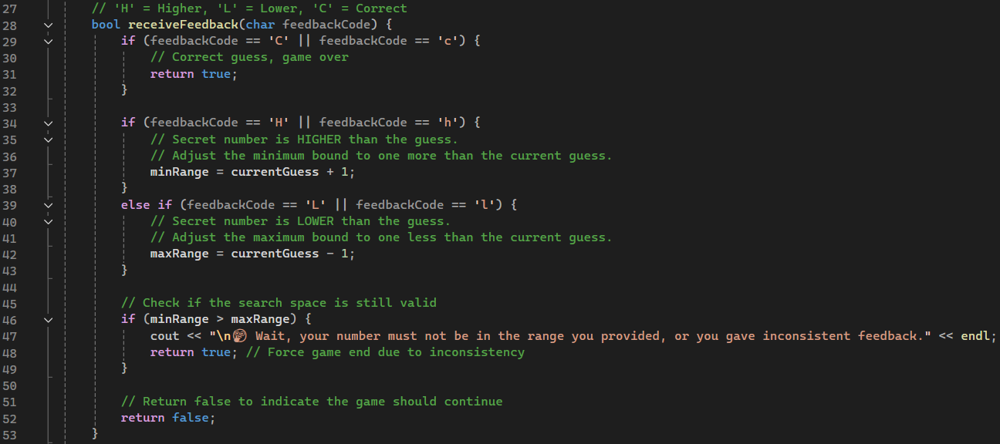 27 // 'H' = Higher, 'L' = Lower, 'C' = Correct
28 bool receiveFeedback(char feedbackCode) {
29     if (feedbackCode == 'C' || feedbackCode == 'c') {
30         // Correct guess, game over
31         return true;
32     }
33
34     if (feedbackCode == 'H' || feedbackCode == 'h') {
35         // Secret number is HIGHER than the guess.
36         // Adjust the minimum bound to one more than the current guess.
37         minRange = currentGuess + 1;
38     }
39     else if (feedbackCode == 'L' || feedbackCode == 'l') {
40         // Secret number is LOWER than the guess.
41         // Adjust the maximum bound to one less than the current guess.
42         maxRange = currentGuess - 1;
43     }
44
45     // Check if the search space is still valid
46     if (minRange > maxRange) {
47         cout << "\n🤔 Wait, your number must not be in the range you provided, or you gave inconsistent feedback." << endl;
48         return true; // Force game end due to inconsistency
49     }
50
51     // Return false to indicate the game should continue
52     return false;
53 }